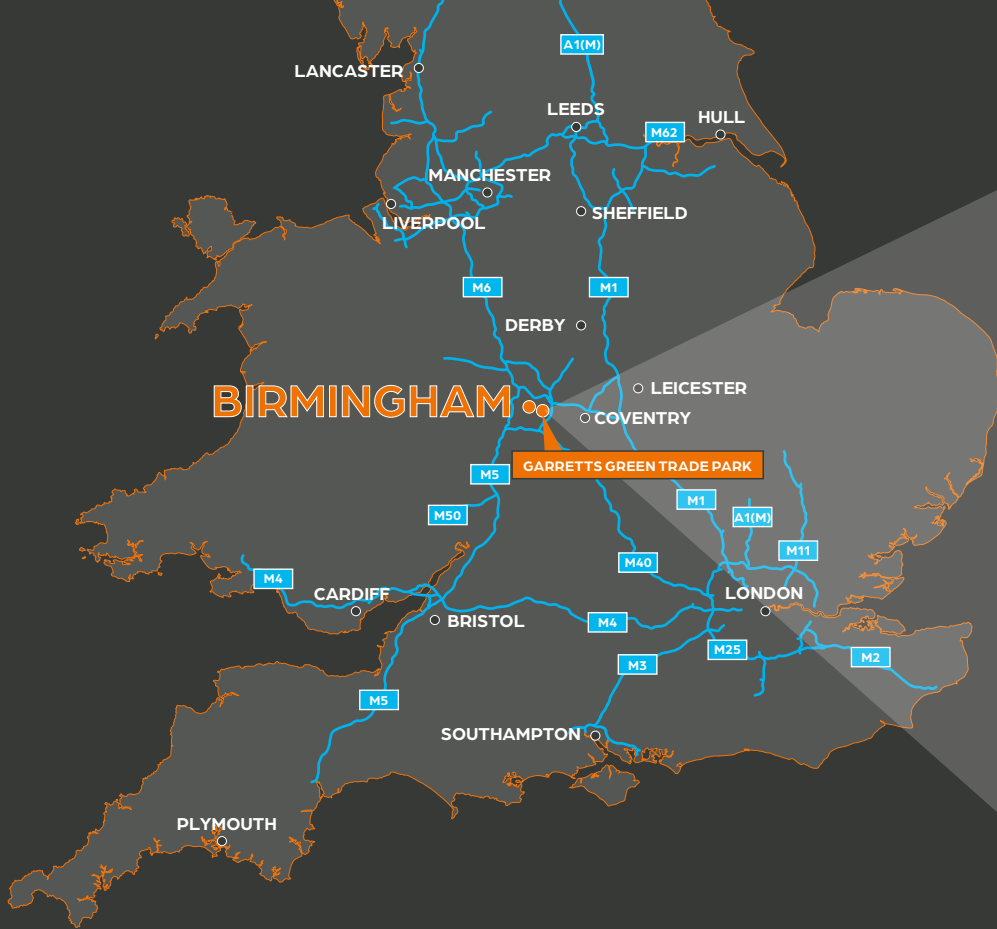 A1(M)
LANCASTER
LEEDS
HULL
M62
MANCHESTER
LIVERPOOL
SHEFFIELD
M6
M1
DERBY
LEICESTER
BIRMINGHAM
COVENTRY
GARRETTS GREEN TRADE PARK
M5
M1
M50
A1(M)
M11
M40
M4
CARDIFF
LONDON
BRISTOL
M4
M25
M2
M3
M5
SOUTHAMPTON
PLYMOUTH